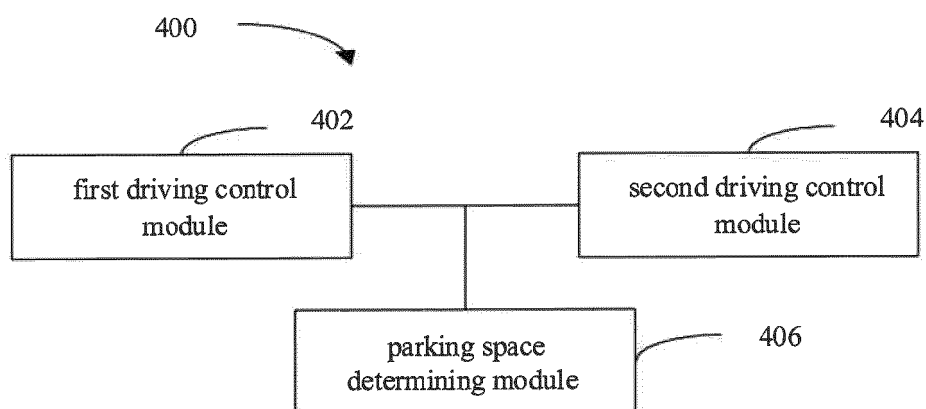 400
402
404
first driving control
module
second driving control
module
parking space
determining module
406